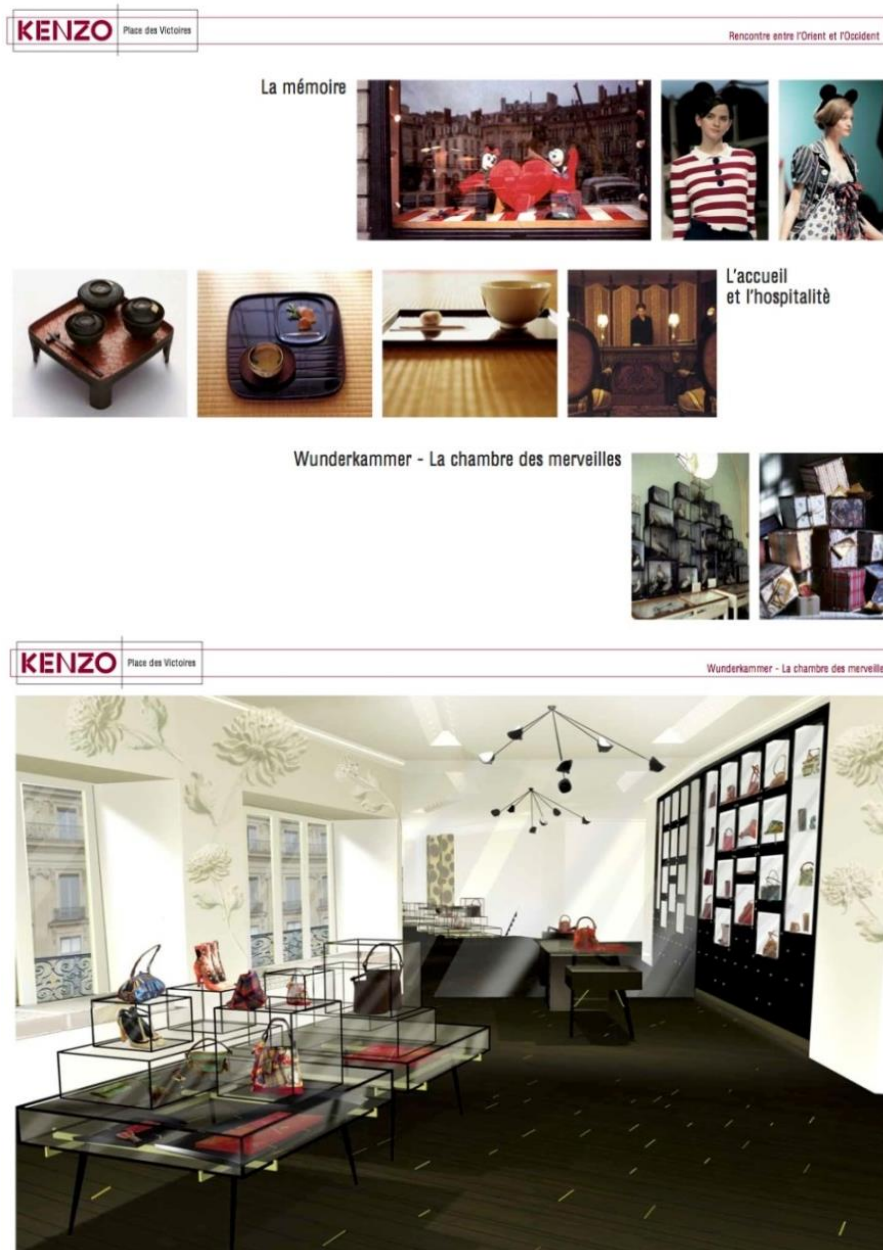 KENZO
Place des Victoires
Rencontre entre l'Orient et l'Occident
La mémoire
L'accueil
et l'hospitalitè
Wunderkammer - La chambre des merveilles
KENZO
Place des Victoires
Wunderkammer - La chambre des merveille